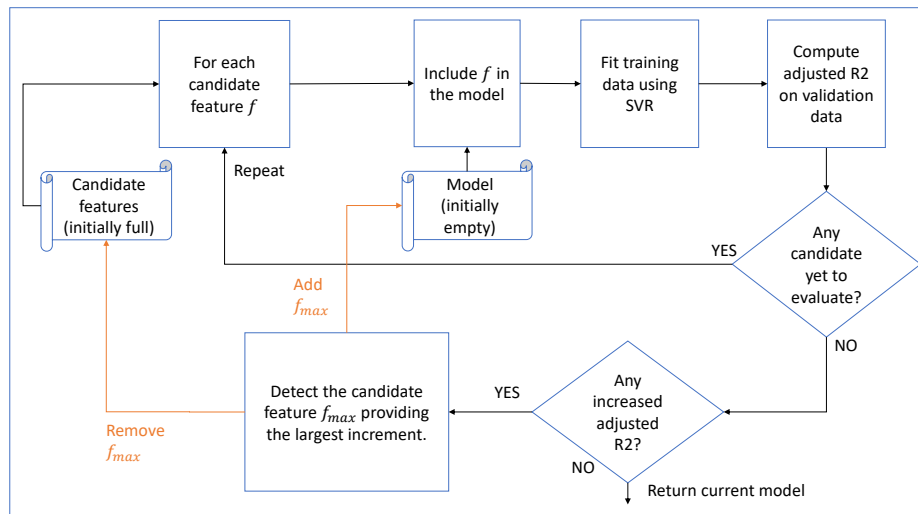 For each
candidate
feature f
Include f in
the model
Fit training
data using
SVR
Compute
adjusted R2
on validation
data
Repeat
Candidate
features
(initially full)
Model
(initially
empty)
YES
Any
candidate
yet to
evaluate?
NO
Add
f_max
Detect the candidate
feature f_max providing
the largest increment.
YES
Any
increased
adjusted
R2?
NO
Remove
f_max
Return current model